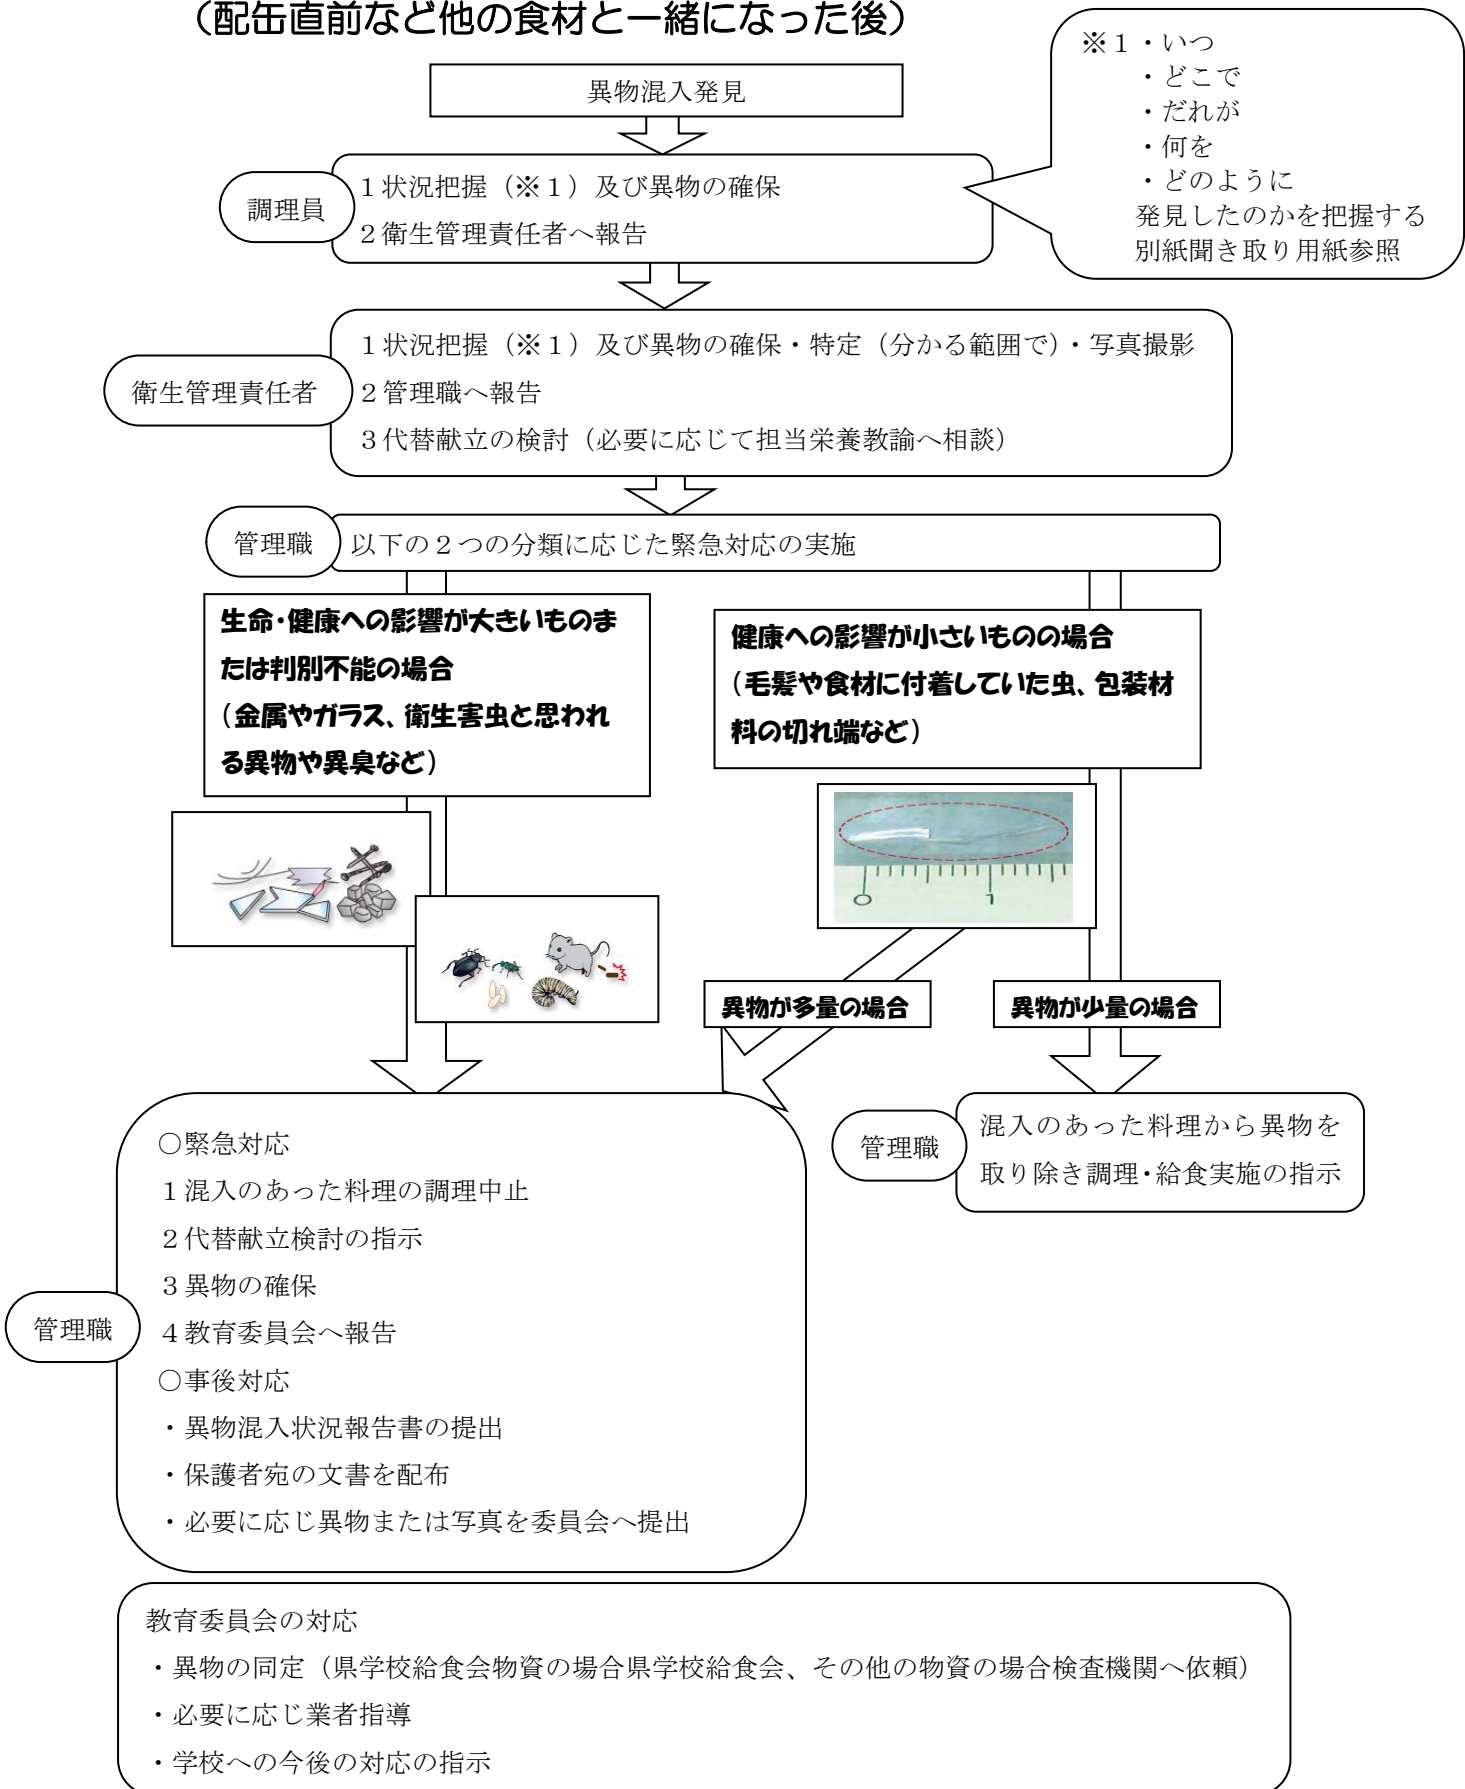 （配缶直前など他の食材と一緒になった後）
異物混入発見
※１・いつ
・どこで
・だれが
・何を
・どのように
発見したのかを把握する
別紙聞き取り用紙参照
調理員
１状況把握（※１）及び異物の確保
２衛生管理責任者へ報告
衛生管理責任者
１状況把握（※１）及び異物の確保・特定（分かる範囲で）・写真撮影
２管理職へ報告
３代替献立の検討（必要に応じて担当栄養教諭へ相談）
管理職
以下の２つの分類に応じた緊急対応の実施
生命・健康への影響が大きいものま
たは判別不能の場合
（金属やガラス、衛生害虫と思われ
る異物や異臭など）
健康への影響が小さいものの場合
（毛髪や食材に付着していた虫、包装材
料の切れ端など）
0 1
異物が多量の場合
異物が少量の場合
管理職
混入のあった料理から異物を
取り除き調理・給食実施の指示
管理職
○緊急対応
１混入のあった料理の調理中止
２代替献立検討の指示
３異物の確保
４教育委員会へ報告
○事後対応
・異物混入状況報告書の提出
・保護者宛の文書を配布
・必要に応じ異物または写真を委員会へ提出
教育委員会の対応
・異物の同定（県学校給食会物資の場合県学校給食会、その他の物資の場合検査機関へ依頼）
・必要に応じ業者指導
・学校への今後の対応の指示